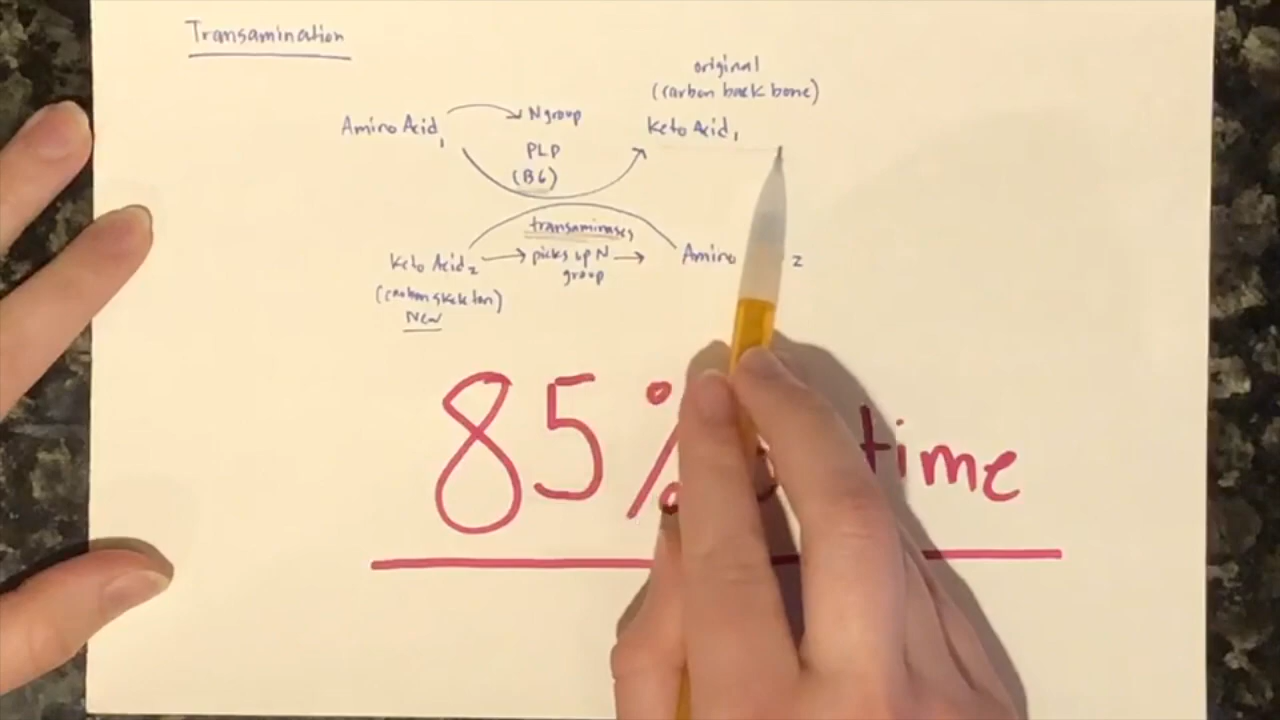 Transamination
original
(carbon back bone)
Amino Acid₁
N group
Keto Acid₁
PLP
(B6)
transaminases
Keto Acid₂
picks up N
group
Amino
2
(carbon skeleton)
New
85%
time